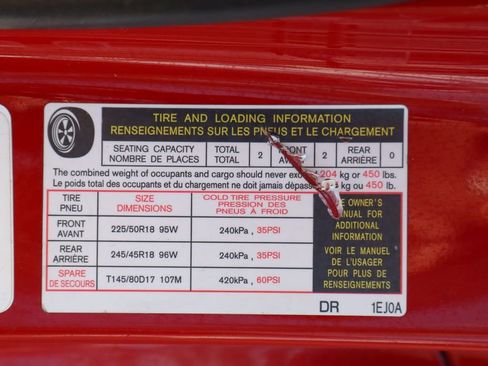 TIRE AND LOADING INFORMATION
RENSEIGNEMENTS SUR LES PNEUS ET LE CHARGEMENT
SEATING CAPACITY TOTAL 2 FRONT 2 REAR 0
NOMBRE DE PLACES TOTAL AVANT ARRIÈRE
The combined weight of occupants and cargo should never exceed 204 kg or 450 lbs.
Le poids total des occupants et du chargement ne doit jamais dépasser kg ou 450 lb.
TIRE SIZE COLD TIRE PRESSURE
PNEU DIMENSIONS PRESSION DES PNEUS À FROID
FRONT
AVANT 225/50R18 95W 240kPa, 35PSI
REAR
ARRIÈRE 245/45R18 96W 240kPa, 35PSI
SPARE
DE SECOURS T145/80D17 107M 420kPa, 60PSI
OWNER'S
MANUAL FOR
ADDITIONAL
INFORMATION
VOIR LE MANUEL
DE L'USAGER
POUR PLUS DE
RENSEIGNEMENTS
DR 1EJ0A